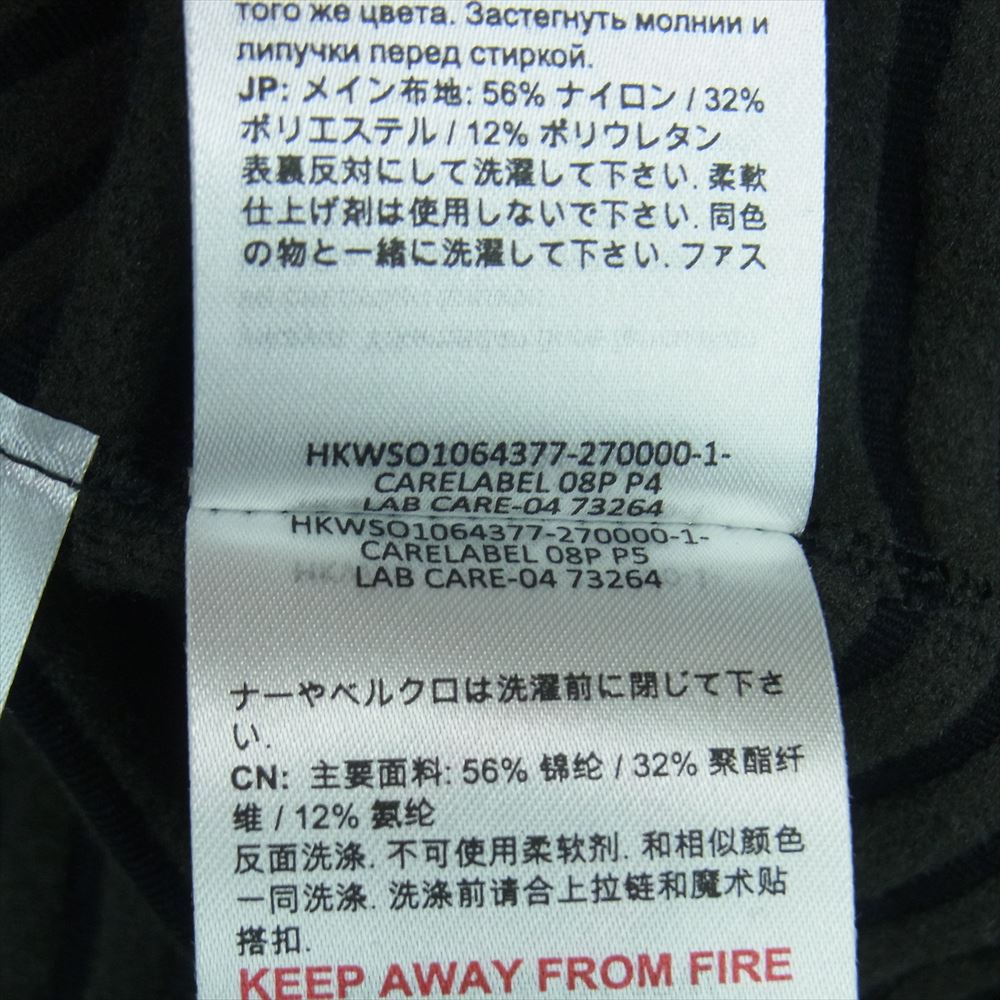 того же цвета. Застегнуть молнии и
липучки перед стиркой.
JP: メイン布地: 56% ナイロン / 32%
ポリエステル / 12% ポリウレタン
表裏反対にして洗濯して下さい. 柔軟
仕上げ剤は使用しないで下さい. 同色
の物と一緒に洗濯して下さい. ファス
HKWSO1064377-270000-1-
CARELABEL 08P P4
LAB CARE-04 73264
HKWSO1064377-270000-1-
CARELABEL 08P P5
LAB CARE-04 73264
ナーやベルクロは洗濯前に閉じて下さ
い.
CN: 主要面料: 56% 锦纶 / 32% 聚酯纤
维 / 12% 氨纶
反面洗涤. 不可使用柔软剂. 和相似颜色
一同洗涤. 洗涤前请合上拉链和魔术贴
搭扣.
KEEP AWAY FROM FIRE